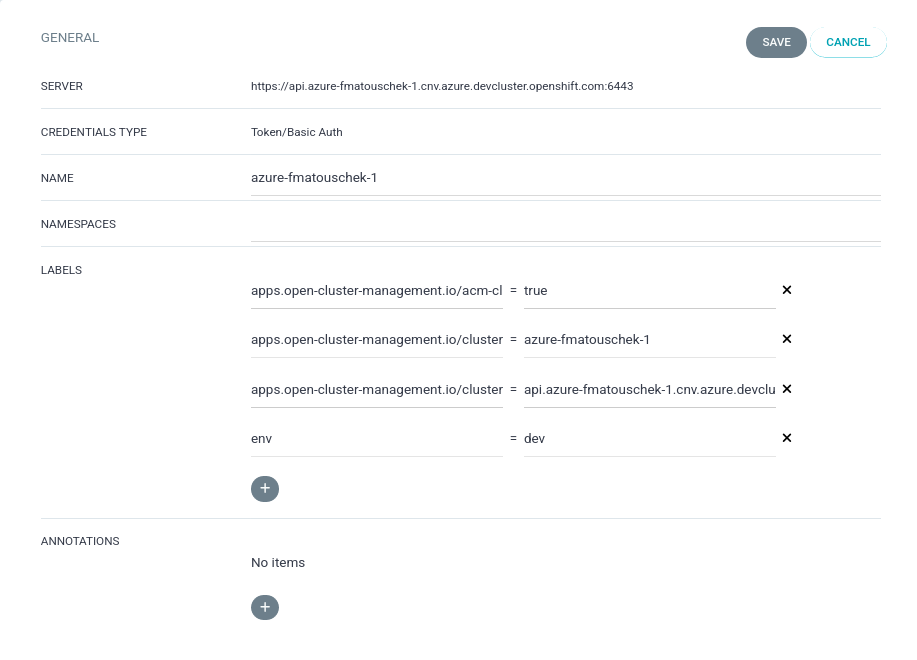 GENERAL
SAVE CANCEL
SERVER https://api.azure-fmatouschek-1.cnv.azure.devcluster.openshift.com:6443
CREDENTIALS TYPE Token/Basic Auth
NAME azure-fmatouschek-1
NAMESPACES
LABELS
apps.open-cluster-management.io/acm-cl = true ×
apps.open-cluster-management.io/cluster = azure-fmatouschek-1 ×
apps.open-cluster-management.io/cluster = api.azure-fmatouschek-1.cnv.azure.devclu ×
env = dev ×
+
ANNOTATIONS
No items
+